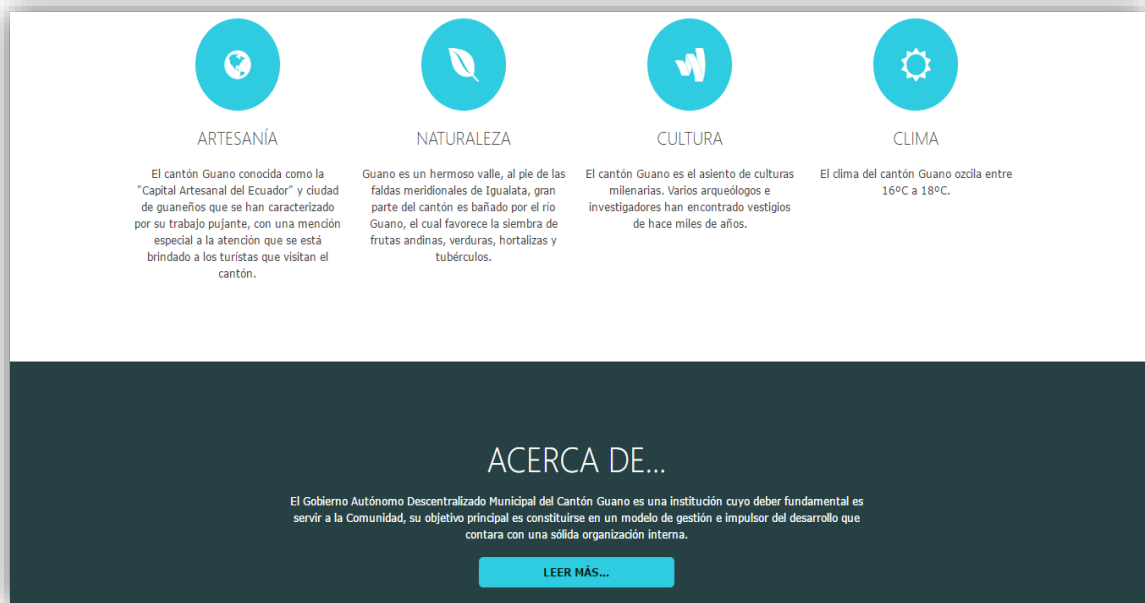 ARTESANÍA
El cantón Guano conocida como la
"Capital Artesanal del Ecuador" y ciudad
de guaneños que se han caracterizado
por su trabajo pujante, con una mención
especial a la atención que se está
brindado a los turístas que visitan el
cantón.
NATURALEZA
Guano es un hermoso valle, al pie de las
faldas meridionales de Igualata, gran
parte del cantón es bañado por el río
Guano, el cual favorece la siembra de
frutas andinas, verduras, hortalizas y
tubérculos.
CULTURA
El cantón Guano es el asiento de culturas
milenarias. Varios arqueólogos e
investigadores han encontrado vestigios
de hace miles de años.
CLIMA
El clima del cantón Guano ozcila entre
16ºC a 18ºC.
ACERCA DE...
El Gobierno Autónomo Descentralizado Municipal del Cantón Guano es una institución cuyo deber fundamental es
servir a la Comunidad, su objetivo principal es constituirse en un modelo de gestión e impulsor del desarrollo que
contara con una sólida organización interna.
LEER MÁS...